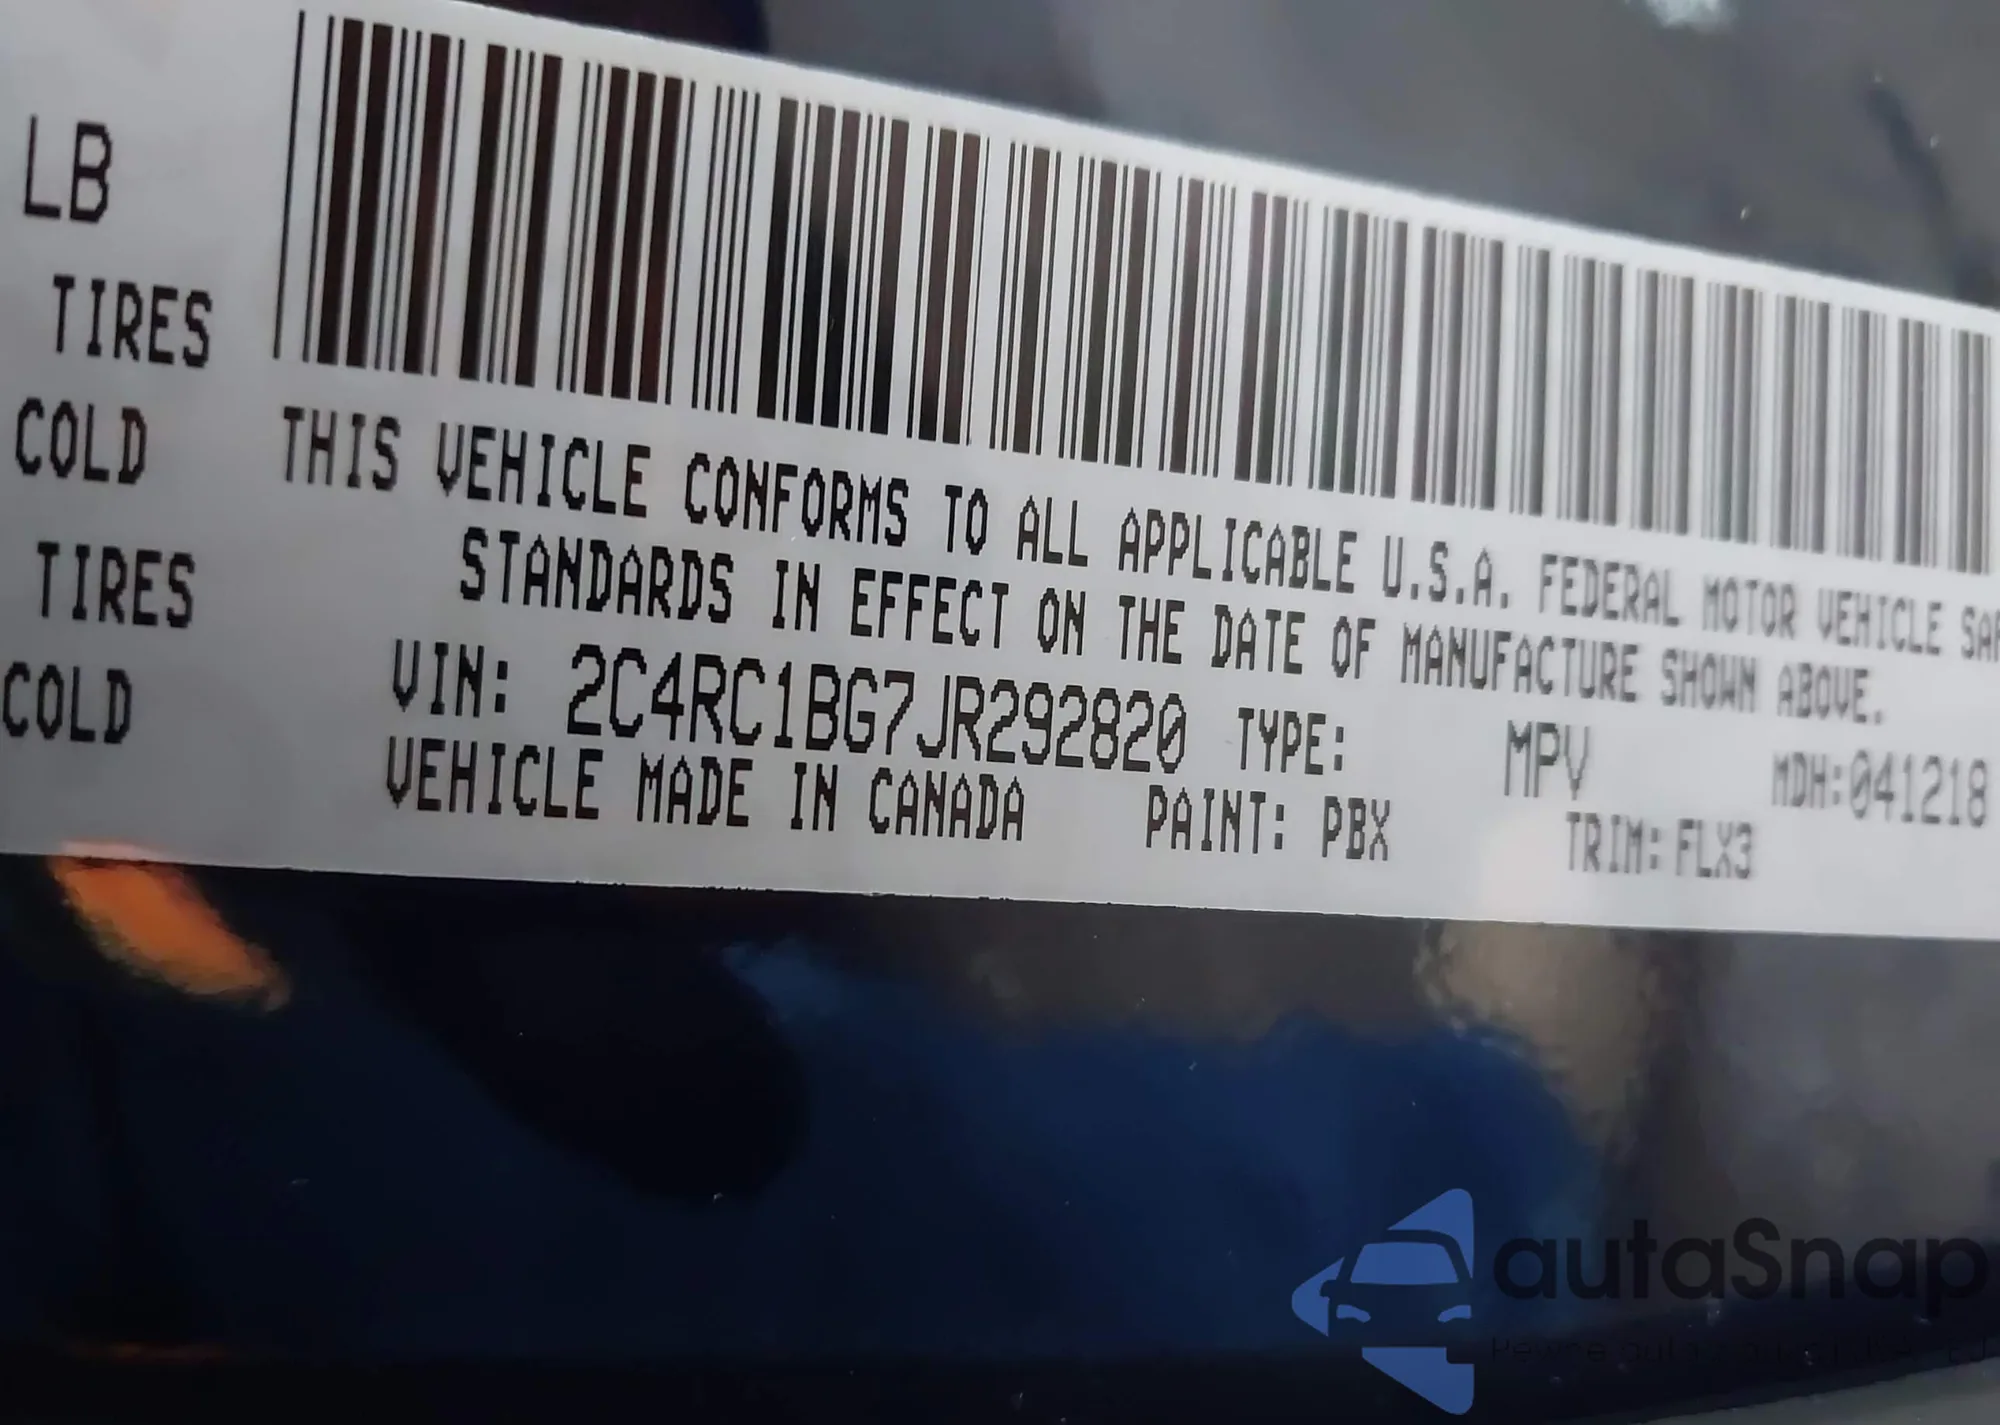 LB
TIRES
COLD
TIRES
COLD
THIS VEHICLE CONFORMS TO ALL APPLICABLE U.S.A. FEDERAL MOTOR VEHICLE SAF
STANDARDS IN EFFECT ON THE DATE OF MANUFACTURE SHOWN ABOVE.
VIN: 2C4RC1BG7JR292820 TYPE: MPV MDH:041218
VEHICLE MADE IN CANADA PAINT: PBX TRIM: FLX3
autaSnap